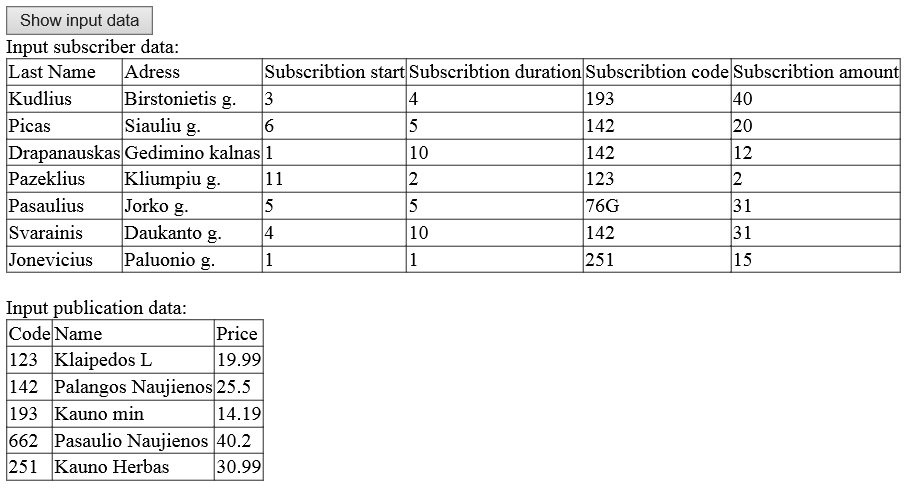 Show input data
Input subscriber data:
Last Name Adress Subscribtion start Subscribtion duration Subscribtion code Subscribtion amount
Kudlius Birstonietis g. 3 4 193 40
Picas Siauliu g. 6 5 142 20
Drapanauskas Gedimino kalnas 1 10 142 12
Pazeklius Kliumpiu g. 11 2 123 2
Pasaulius Jorko g. 5 5 76G 31
Svarainis Daukanto g. 4 10 142 31
Jonevicius Paluonio g. 1 1 251 15
Input publication data:
Code Name Price
123 Klaipedos L 19.99
142 Palangos Naujienos 25.5
193 Kauno min 14.19
662 Pasaulio Naujienos 40.2
251 Kauno Herbas 30.99